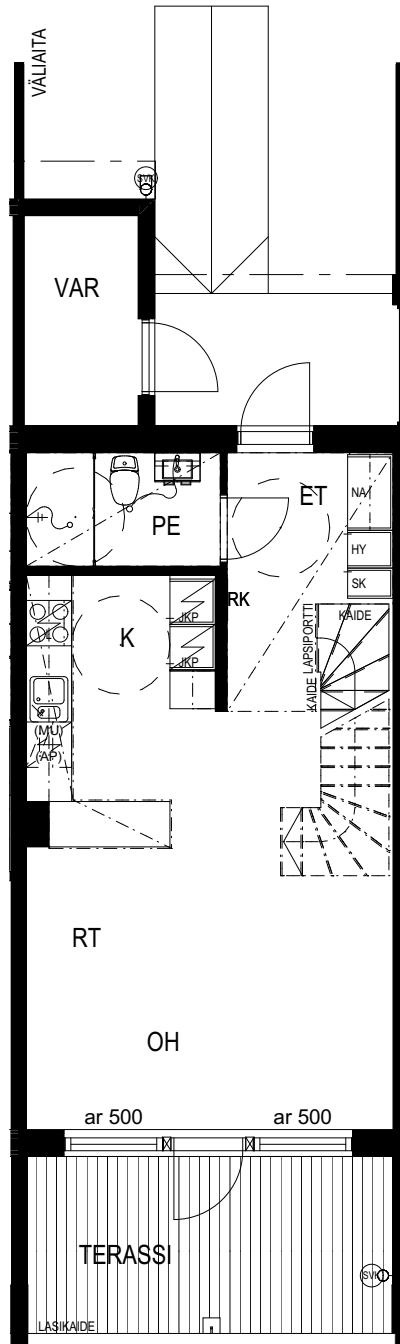 VÄLIAITA
SVK
VAR
ET
NA
PE
HY
SK
RK
KAIDE
K
JKP
JKP
KAIDE LAPSIPORTTI
(MU)
(AP)
RT
OH
ar 500
ar 500
TERASSI
SVK
LASIKAIDE